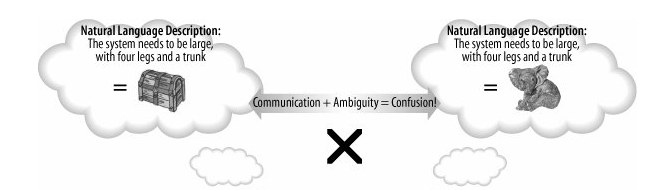 Natural Language Description:
The system needs to be large,
with four legs and a trunk
=
Natural Language Description:
The system needs to be large,
with four legs and a trunk
=
Communication + Ambiguity = Confusion!